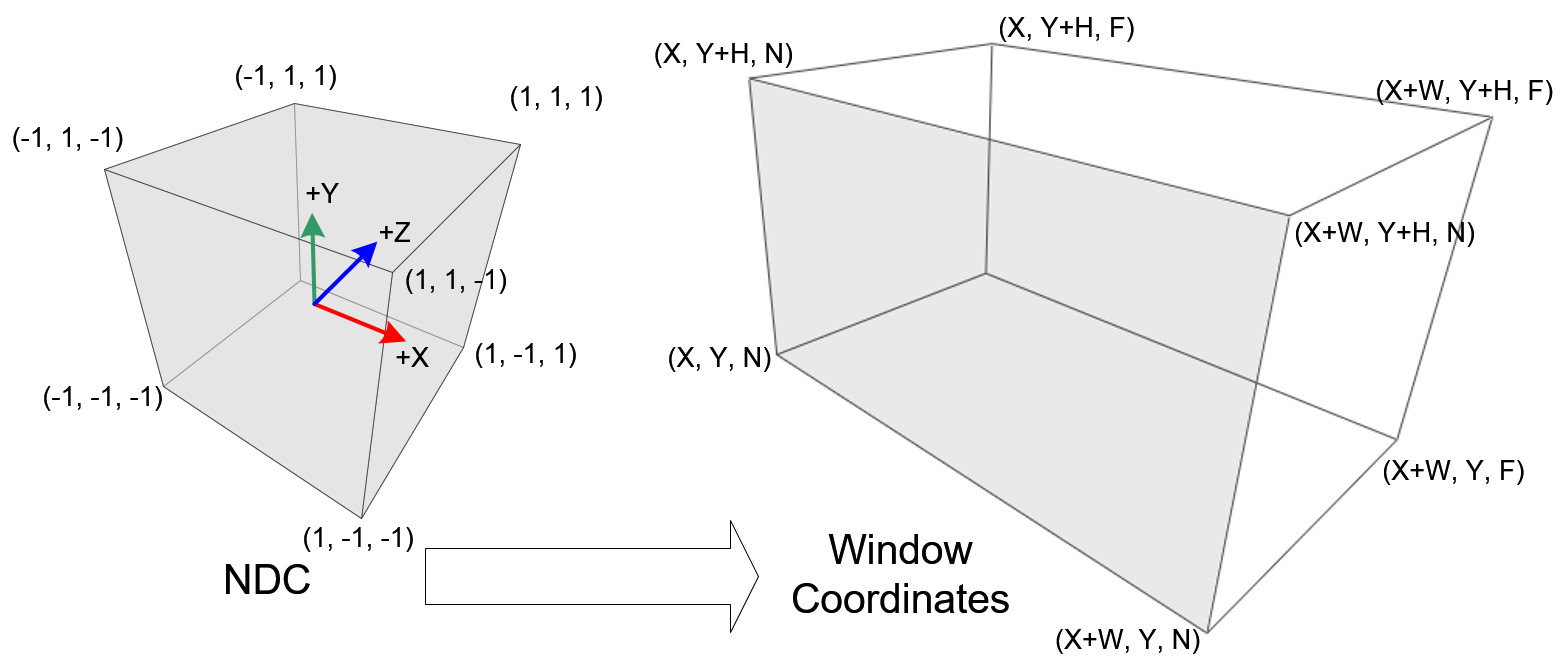 (-1, 1, 1)
(1, 1, 1)
(-1, 1, -1)
+Y
+Z
(1, 1, -1)
+X
(1, -1, 1)
(-1, -1, -1)
(1, -1, -1)
NDC
(X, Y+H, F)
(X, Y+H, N)
(X+W, Y+H, F)
(X+W, Y+H, N)
(X, Y, N)
(X+W, Y, F)
Window
Coordinates
(X+W, Y, N)